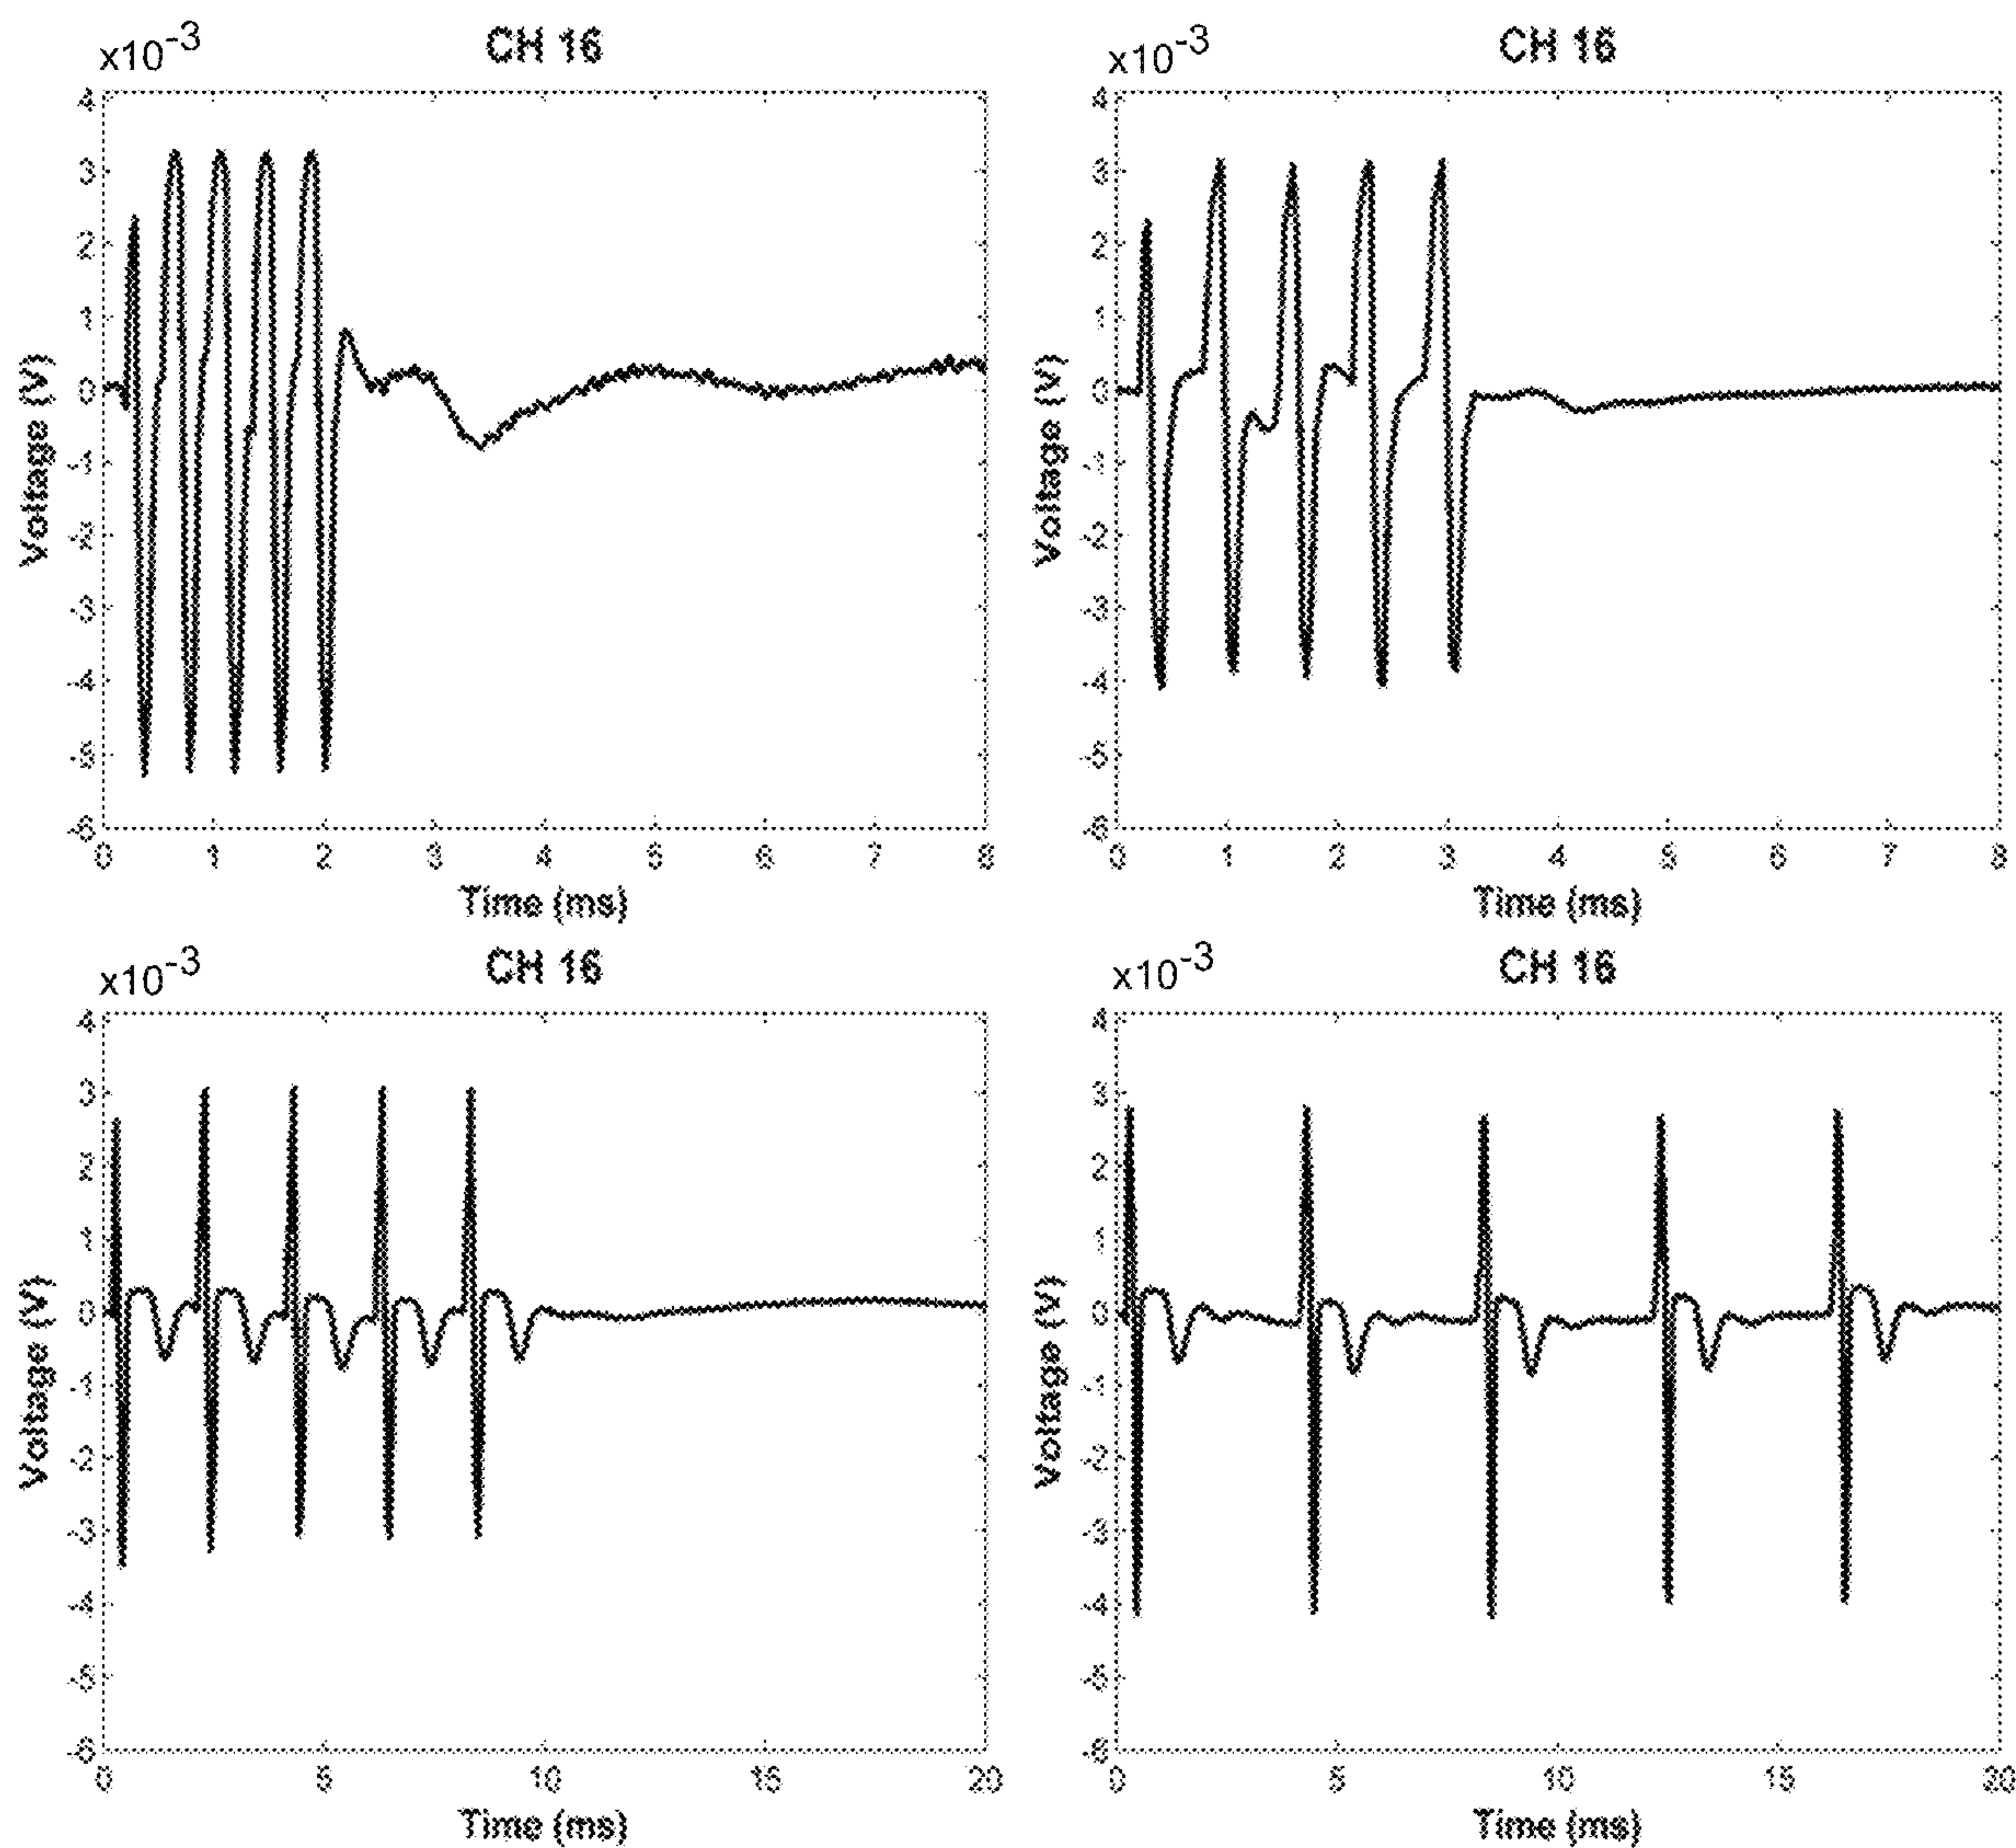 x10-3 CH 16 x10-3 CH 16
4 4
3 3
2 2
1 1
0 0
-1 -1
-2 -2
-3 -3
-4 -4
-5 -5
-6 -6
Voltage (V) Voltage (V)
0 1 2 3 4 5 6 7 8 0 1 2 3 4 5 6 7 8
Time (ms) Time (ms)
x10-3 CH 16 x10-3 CH 16
4 4
3 3
2 2
1 1
0 0
-1 -1
-2 -2
-3 -3
-4 -4
-5 -5
-6 -6
Voltage (V) Voltage (V)
0 5 10 15 20 0 5 10 15 20
Time (ms) Time (ms)